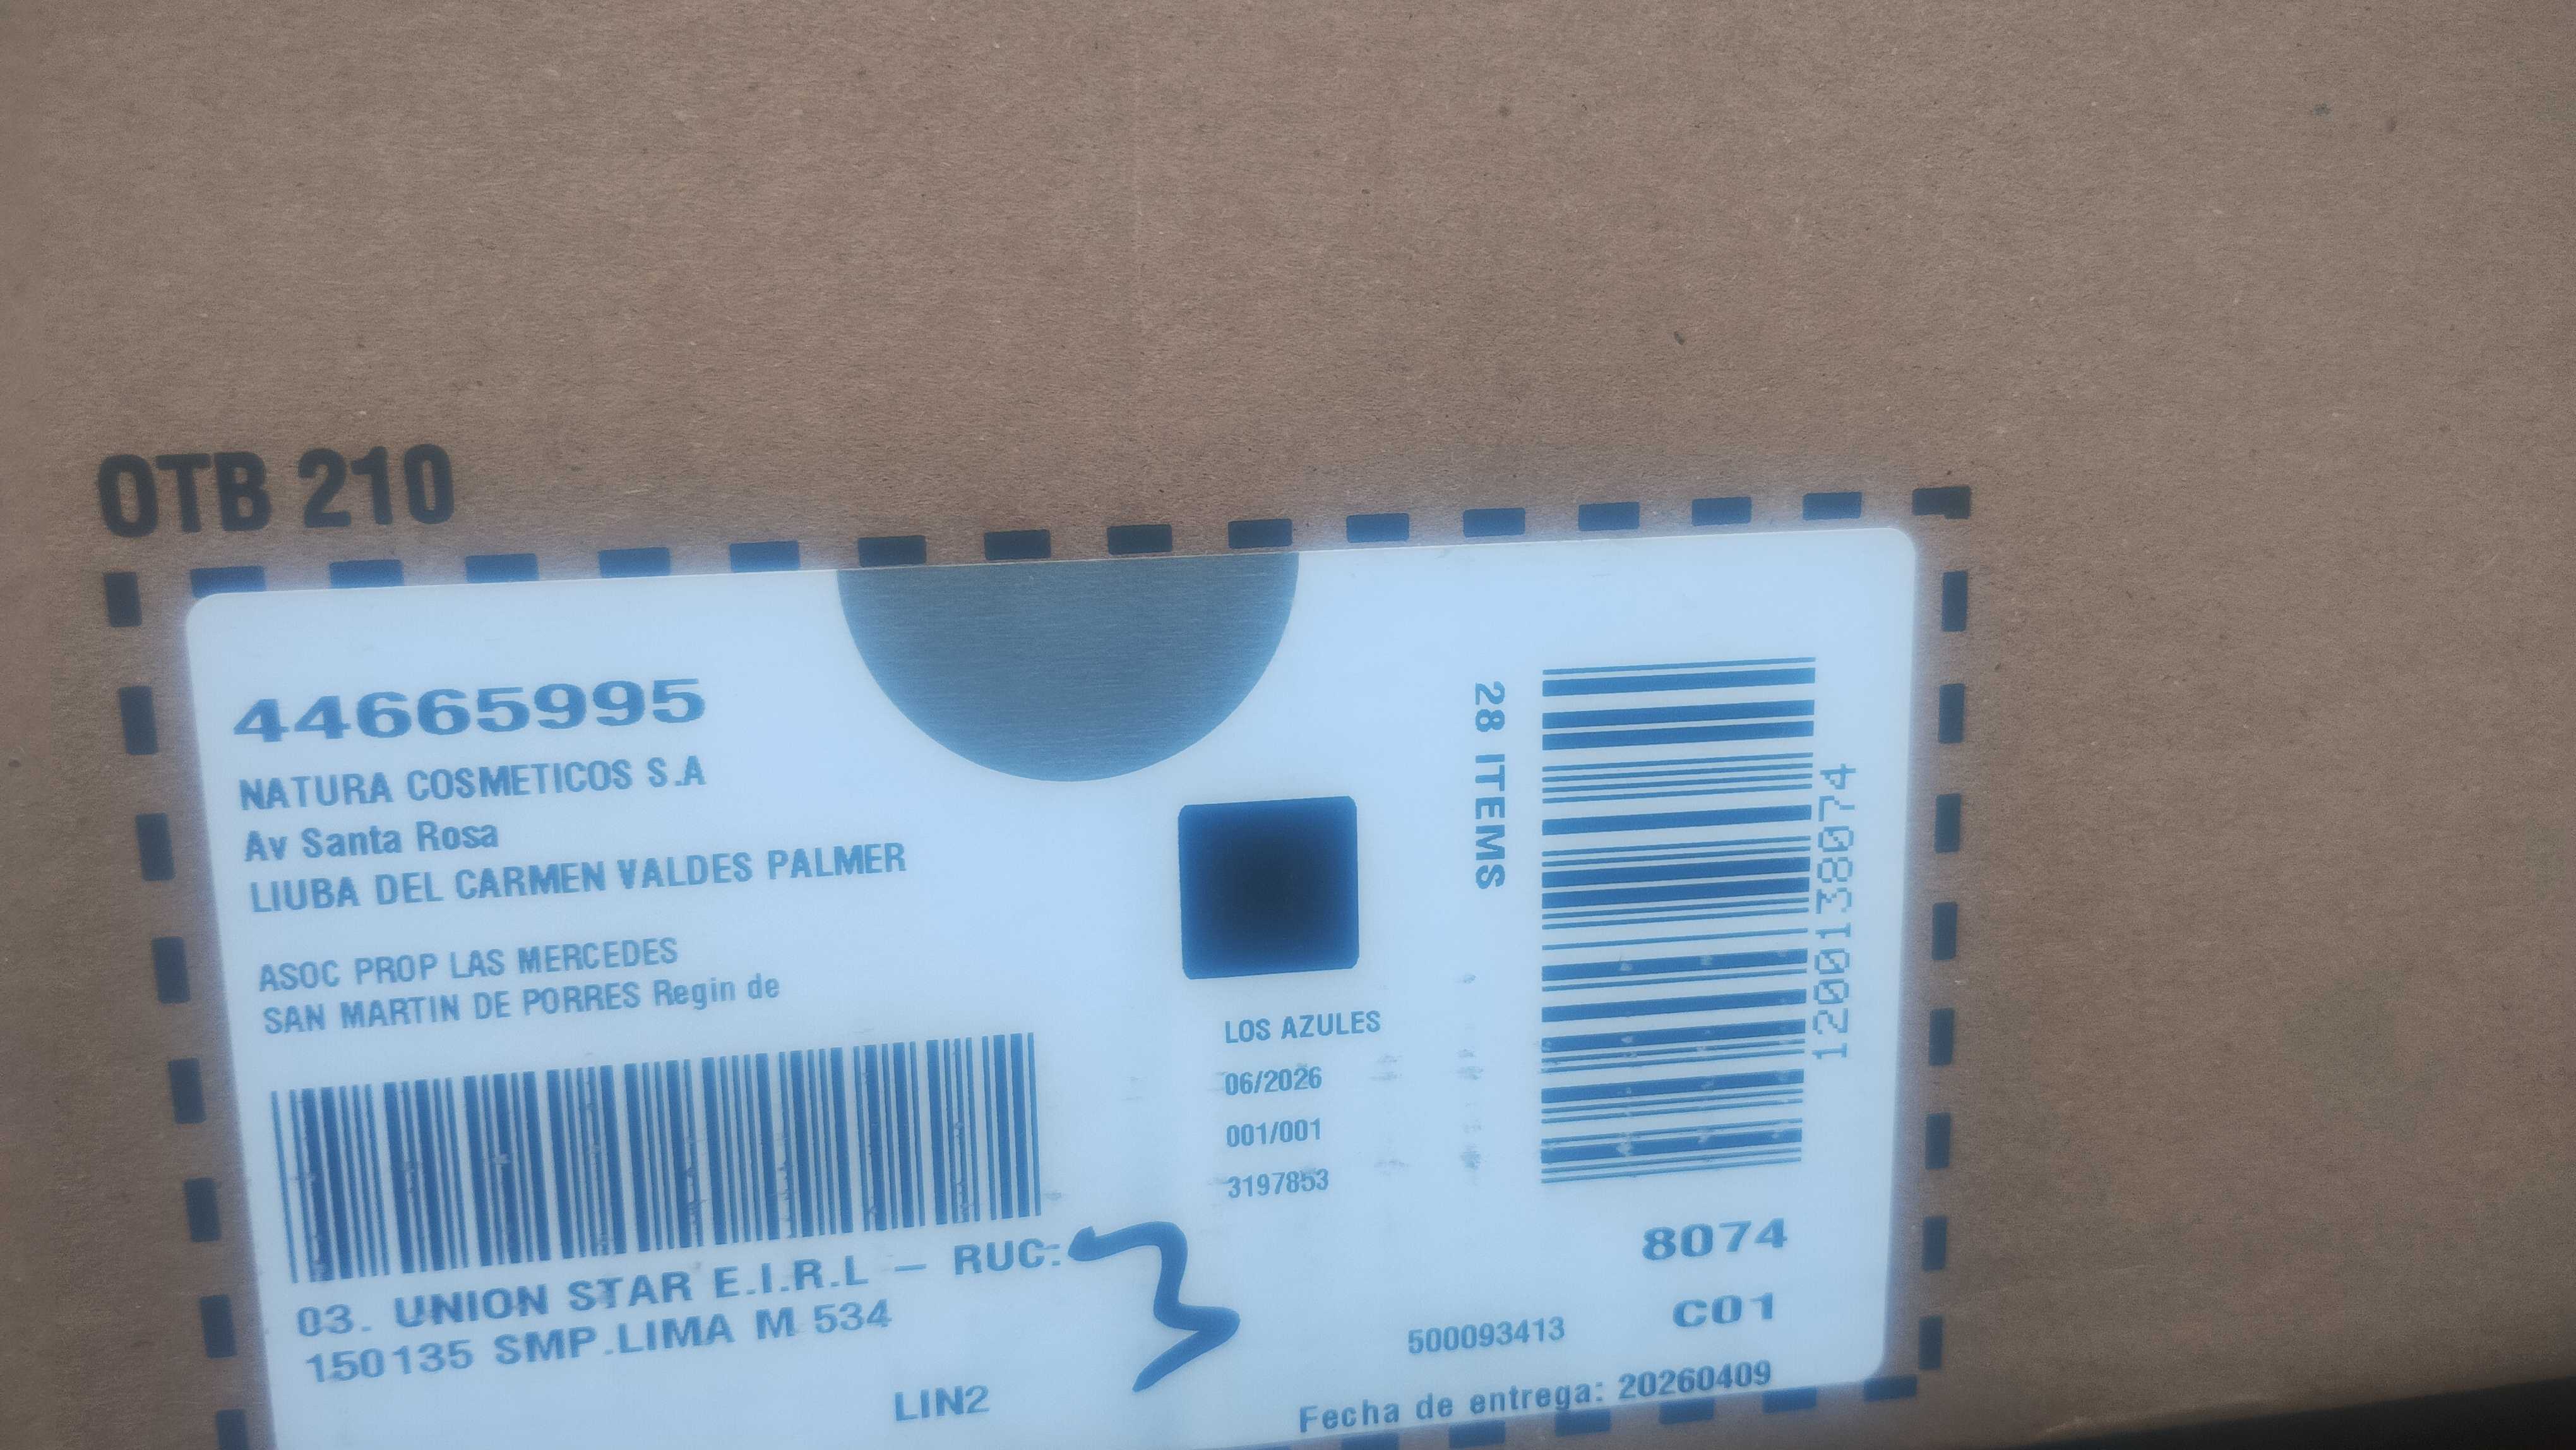 OTB 210
44665995
NATURA COSMETICOS S.A
Av Santa Rosa
LIUBA DEL CARMEN VALDES PALMER
ASOC PROP LAS MERCEDES
SAN MARTIN DE PORRES Regin de
03. UNION STAR E.I.R.L – RUC:
150135 SMP.LIMA M 534
LIN2
3
LOS AZULES
06/2026
001/001
3197853
28 ITEMS
1200138074
8074
C01
500093413
Fecha de entrega: 20260409